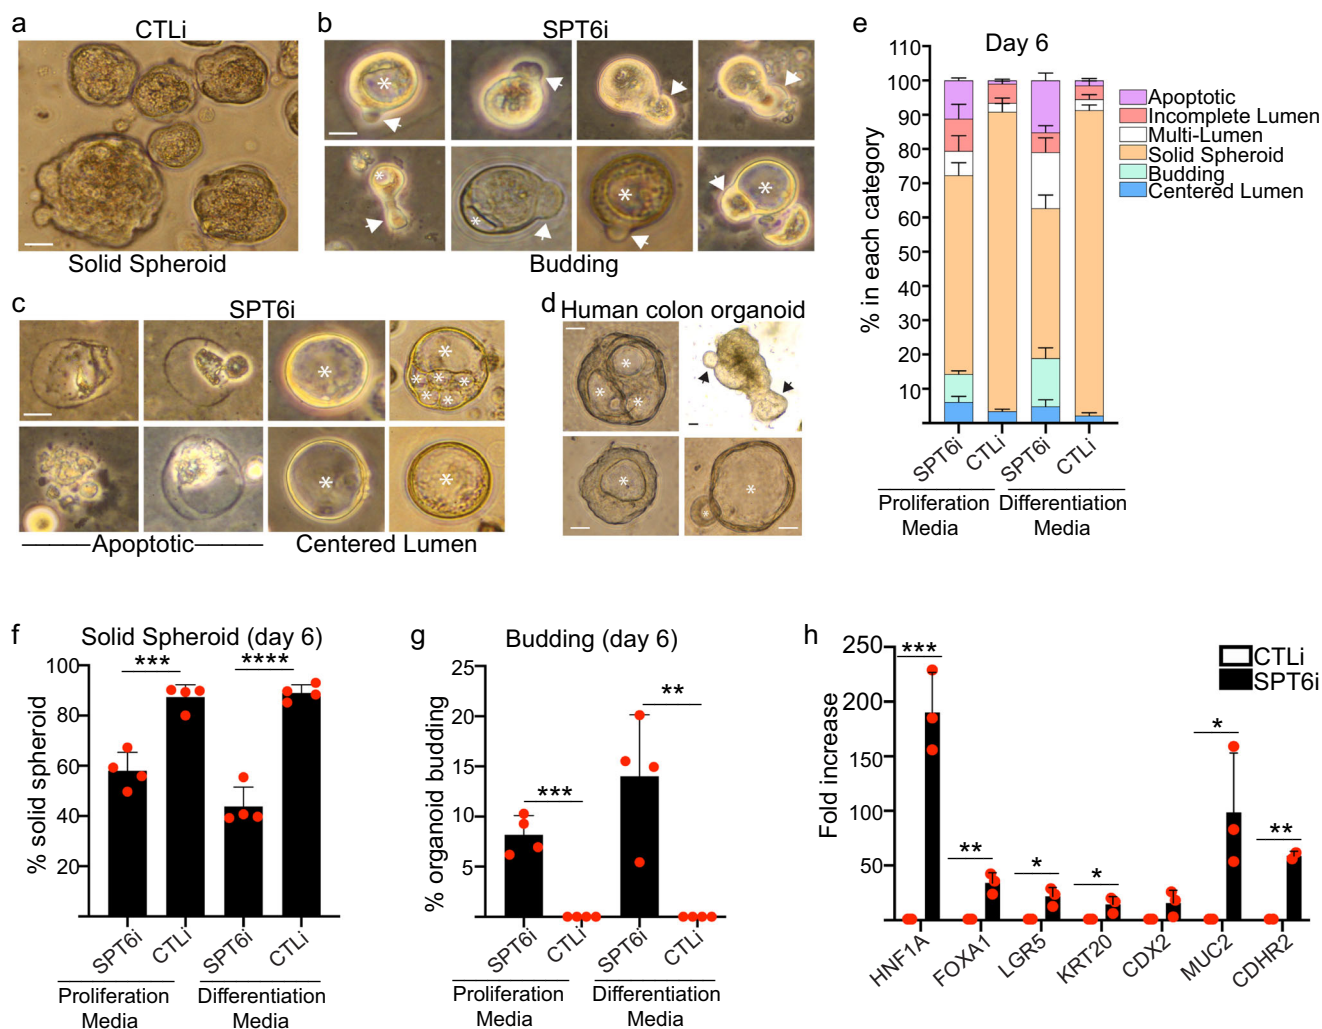 a
CTLi
Solid Spheroid
b
SPT6i
*
*
*
*
*
Budding
c
SPT6i
*
*
* * *
* *
*
*
Apoptotic
Centered Lumen
d
Human colon organoid
*
*
*
*
*
*
e
Day 6
% in each category
110
100
90
80
70
60
50
40
30
20
10
Apoptotic
Incomplete Lumen
Multi-Lumen
Solid Spheroid
Budding
Centered Lumen
SPT6i
CTLi
SPT6i
CTLi
Proliferation
Media
Differentiation
Media
f
Solid Spheroid (day 6)
% solid spheroid
100
80
60
40
20
***
****
SPT6i
CTLi
SPT6i
CTLi
Proliferation
Media
Differentiation
Media
g
Budding (day 6)
% organoid budding
25
20
15
10
5
***
**
SPT6i
CTLi
SPT6i
CTLi
Proliferation
Media
Differentiation
Media
h
Fold increase
250
200
150
100
50
CTLi
SPT6i
***
**
*
*
*
**
HNF1A
FOXA1
LGR5
KRT20
CDX2
MUC2
CDHR2